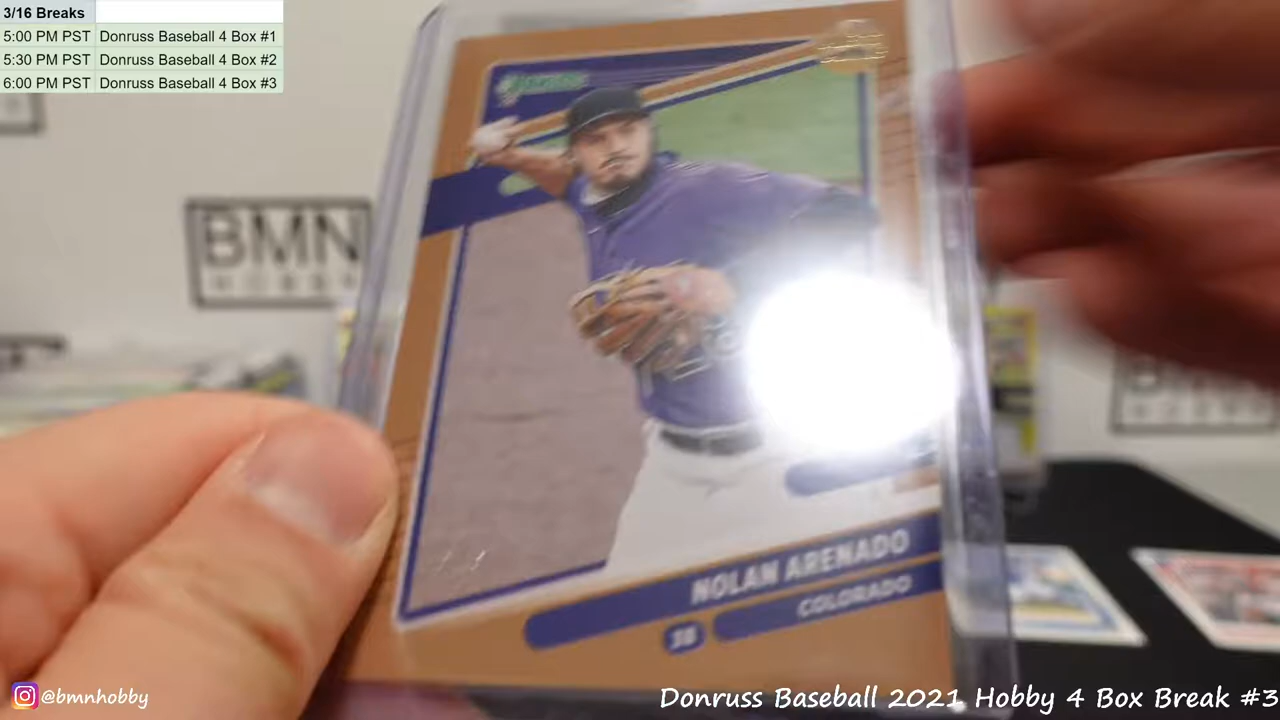 3/16 Breaks
5:00 PM PST Donruss Baseball 4 Box #1
5:30 PM PST Donruss Baseball 4 Box #2
6:00 PM PST Donruss Baseball 4 Box #3
BMN
HOBBY
NOLAN ARENADO
3B
COLORADO
@bmnhobby
Donruss Baseball 2021 Hobby 4 Box Break #3